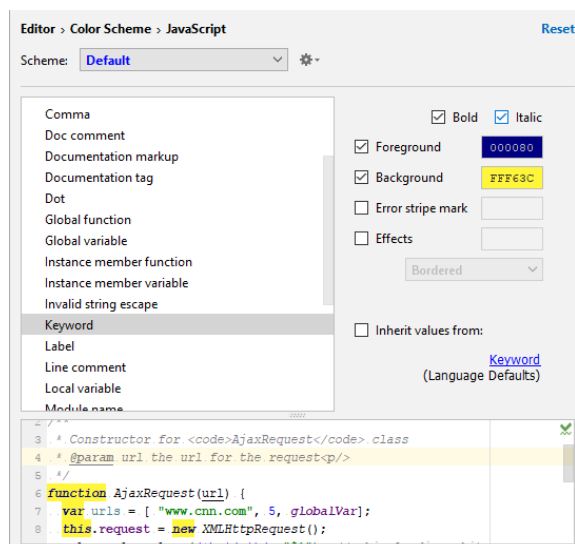 Editor › Color Scheme › JavaScript
Reset
Scheme: Default
Comma
Doc comment
Documentation markup
Documentation tag
Dot
Global function
Global variable
Instance member function
Instance member variable
Invalid string escape
Keyword
Label
Line comment
Local variable
Module name
Bold Italic
Foreground 000080
Background FFF63C
Error stripe mark
Effects
Bordered
Inherit values from:
Keyword
(Language Defaults)
2 /**
3 * Constructor for <code>AjaxRequest</code> class
4 * @param url the url for the request<p/>
5 */
6 function AjaxRequest(url) {
7 var urls = [ "www.cnn.com", 5, globalVar];
8 this.request = new XMLHttpRequest();